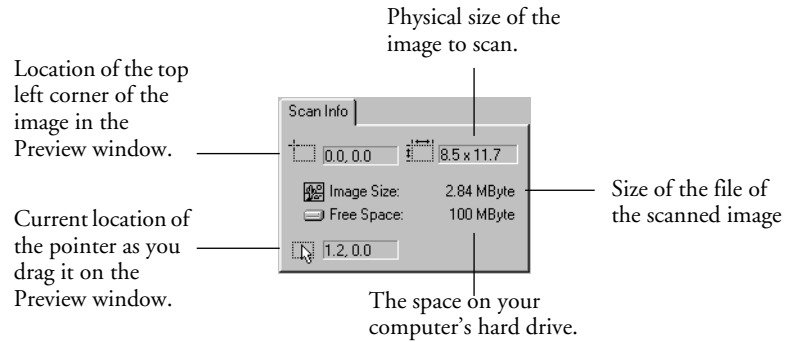 Physical size of the
image to scan.
Location of the top
left corner of the
image in the
Preview window.
Scan Info
0.0, 0.0
8.5 x 11.7
Image Size: 2.84 MByte
Free Space: 100 MByte
1.2, 0.0
Size of the file of
the scanned image
Current location of
the pointer as you
drag it on the
Preview window.
The space on your
computer's hard drive.